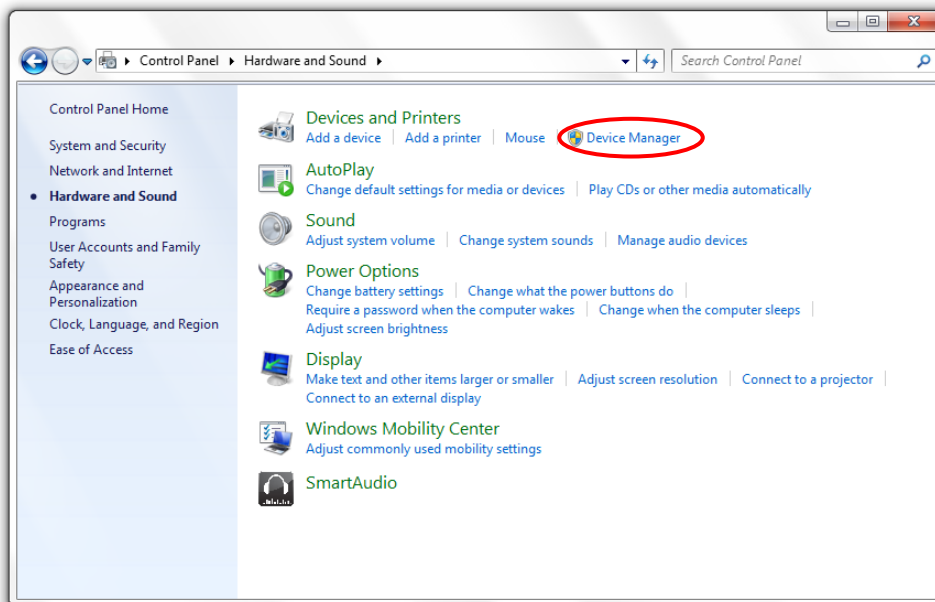 Control Panel Hardware and Sound Search Control Panel
Control Panel Home
System and Security
Network and Internet
Hardware and Sound
Programs
User Accounts and Family
Safety
Appearance and
Personalization
Clock, Language, and Region
Ease of Access
Devices and Printers
Add a device Add a printer Mouse Device Manager
AutoPlay
Change default settings for media or devices Play CDs or other media automatically
Sound
Adjust system volume Change system sounds Manage audio devices
Power Options
Change battery settings Change what the power buttons do
Require a password when the computer wakes Change when the computer sleeps
Adjust screen brightness
Display
Make text and other items larger or smaller Adjust screen resolution Connect to a projector
Connect to an external display
Windows Mobility Center
Adjust commonly used mobility settings
SmartAudio